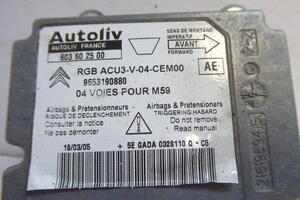 Autoliv
AUTOLIV FRANCE
603 60 25 00
SENS DE MONTAGE
IMPERATIF
AVANT
FORWARD
RGB ACU3-V-04-CEM00
AE
9653190880
04 VOIES POUR M59
Airbags & Pretensionneurs
RISQUE DE DECLENCHEMENT
Consulter la notice
Ne pas démonter
Airbags & Pretensioners
TRIGGERING HAZARD
Do not remove
Read manual
18/03/05
+ 5E GADA 0328110 Q - C5